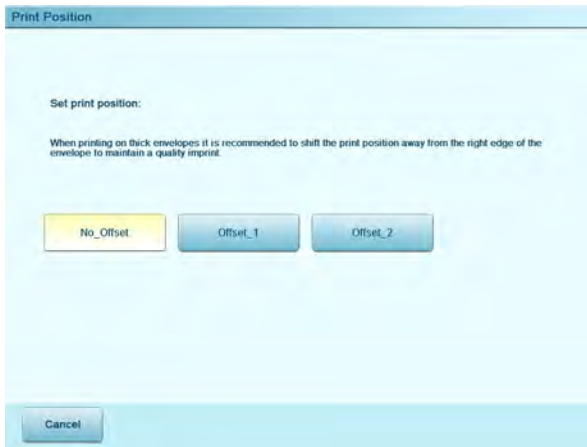 Print Position
Set print position:
When printing on thick envelopes it is recommended to shift the print position away from the right edge of the
envelope to maintain a quality imprint.
No_Offset Offset_1 Offset_2
Cancel